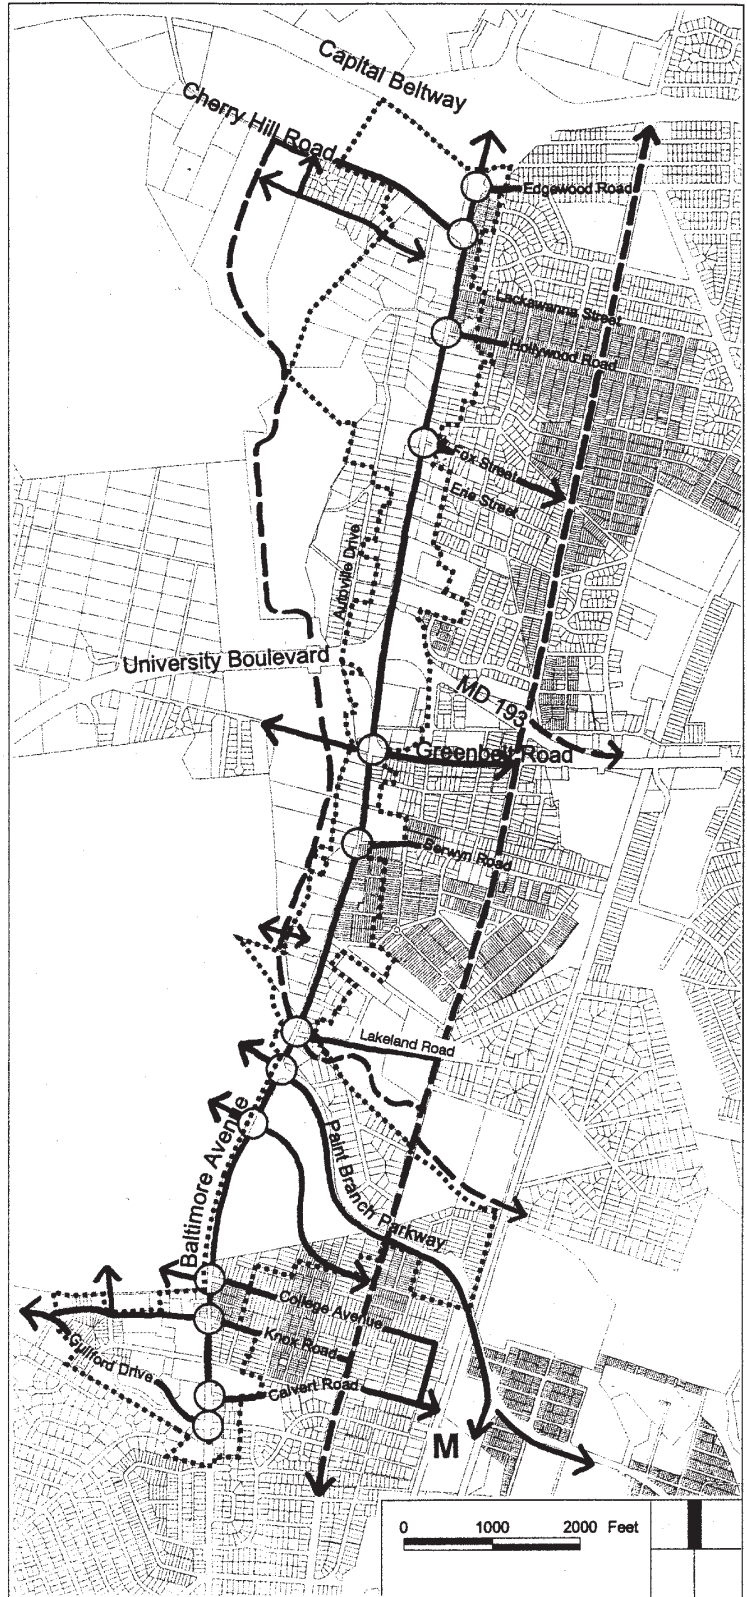 Capital Beltway
Cherry Hill Road
Edgewood Road
Lackawanna Street
Hollywood Road
Fox Street
Erie Street
Autoville Drive
University Boulevard
MD 193
Greenbelt Road
Berwyn Road
Lakeland Road
Baltimore Avenue
Paint Branch Parkway
College Avenue
Knox Road
Guilford Drive
Calvert Road
M
0 1000 2000 Feet